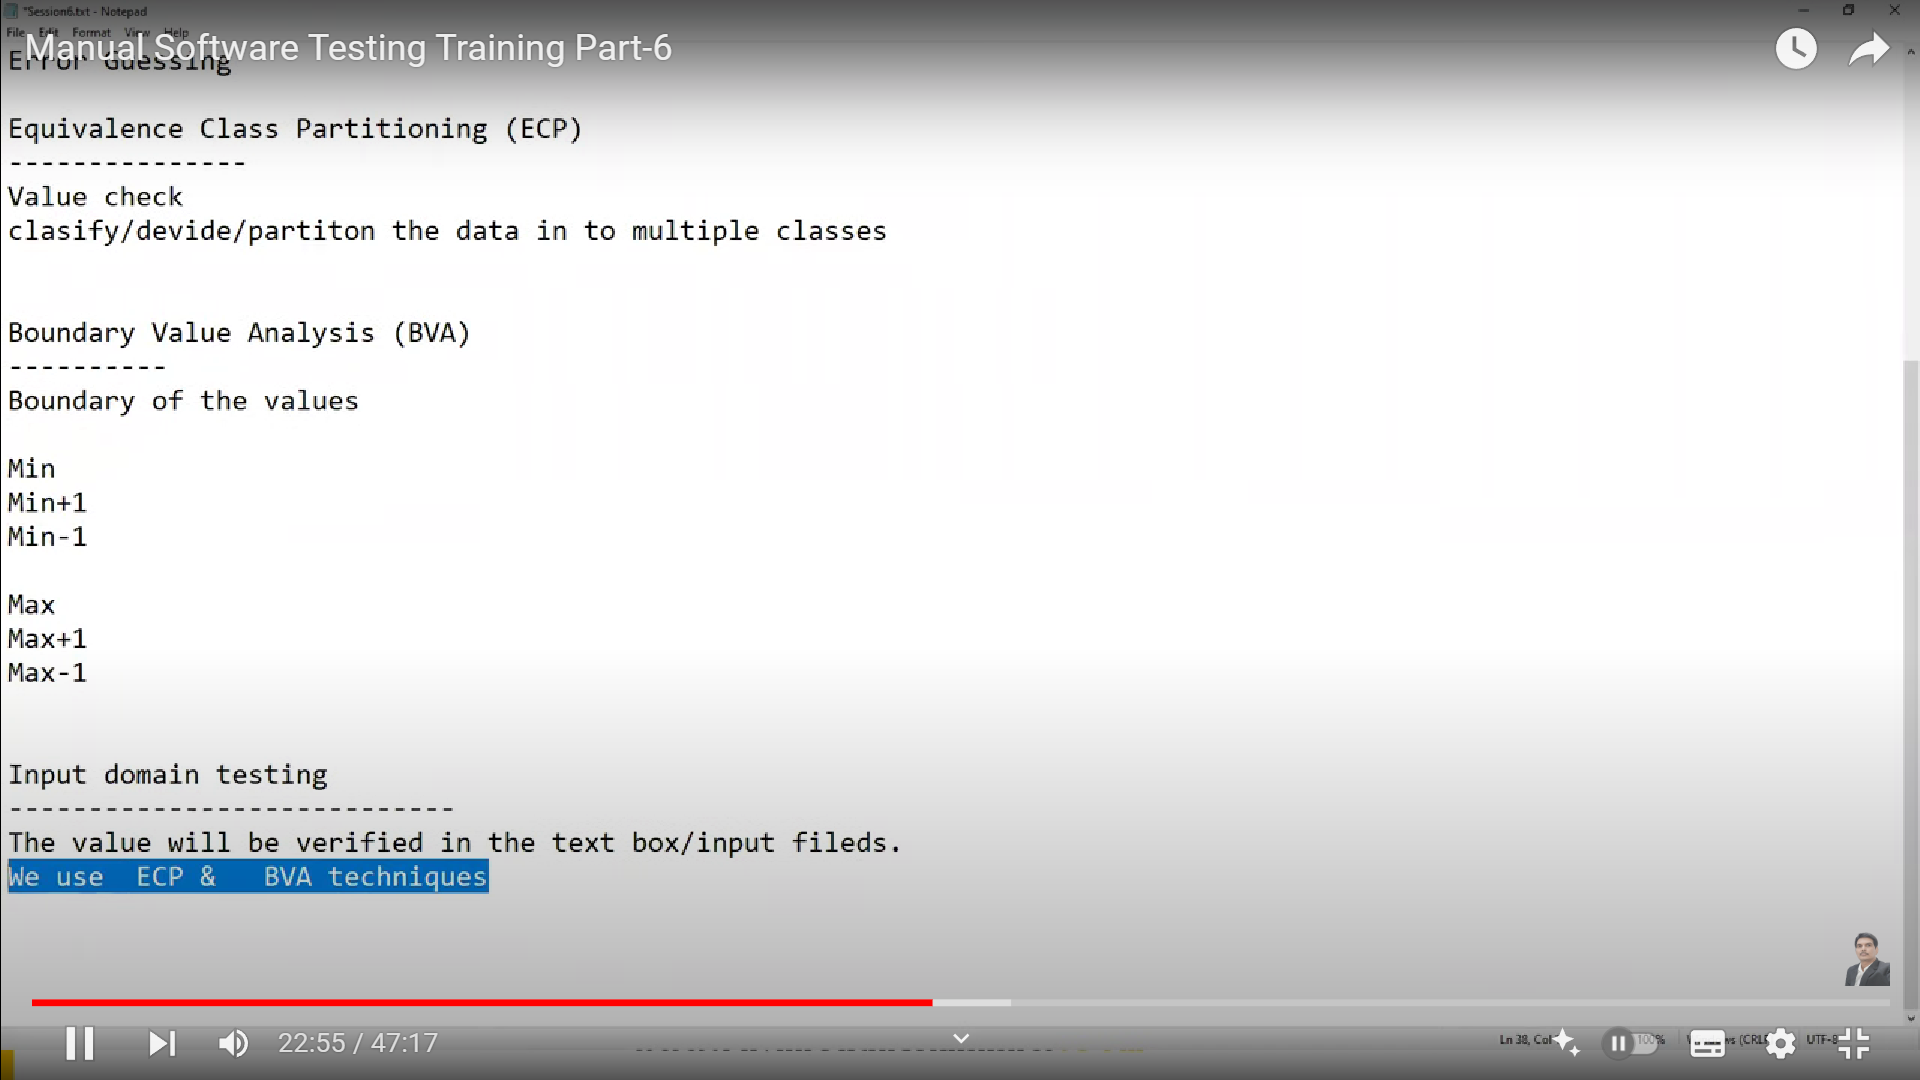 *Session6.txt - Notepad
File Edit Format View Help
Manual Software Testing Training Part-6
Error Guessing
Equivalence Class Partitioning (ECP)
---------------
Value check
clasify/devide/partiton the data in to multiple classes
Boundary Value Analysis (BVA)
----------
Boundary of the values
Min
Min+1
Min-1
Max
Max+1
Max-1
Input domain testing
----------------------------
The value will be verified in the text box/input fileds.
We use  ECP &   BVA techniques
22:55 / 47:17
Ln 38, Col
100%
(CRLF
UTF-8